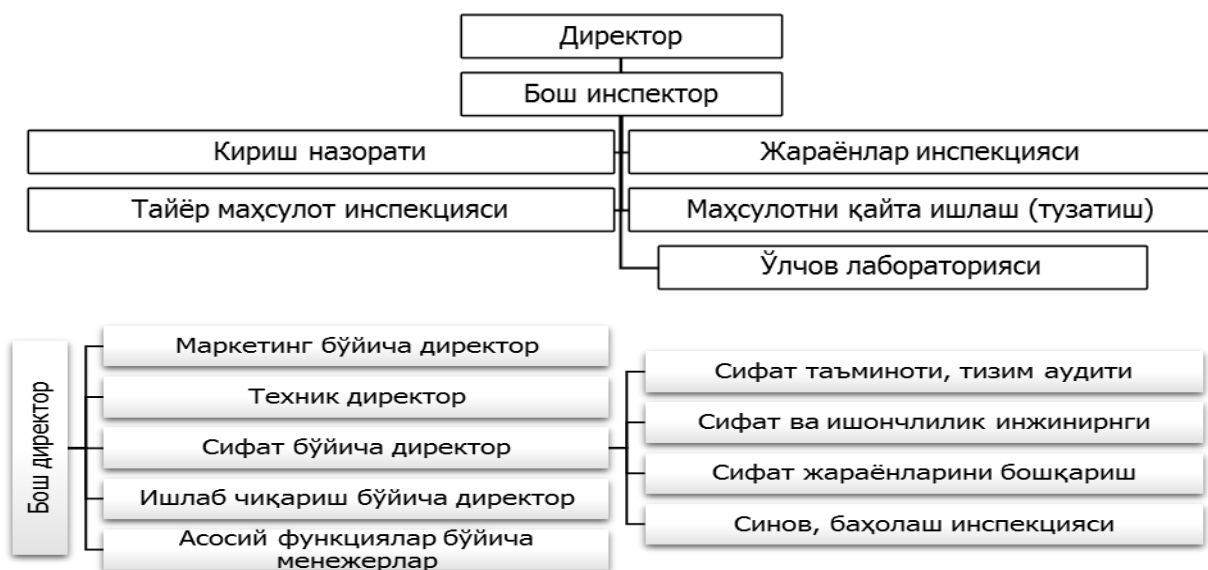 Директор
Бош инспектор
Кириш назорати
Жараёнлар инспекцияси
Тайёр маҳсулот инспекцияси
Маҳсулотни қайта ишлаш (тузатиш)
Ўлчов лабораторияси
Бош директор
Маркетинг бўйича директор
Техник директор
Сифат бўйича директор
Ишлаб чиқариш бўйича директор
Асосий функциялар бўйича
менежерлар
Сифат таъминоти, тизим аудити
Сифат ва ишончлилик инжинирнги
Сифат жараёнларини бошқариш
Синов, баҳолаш инспекцияси